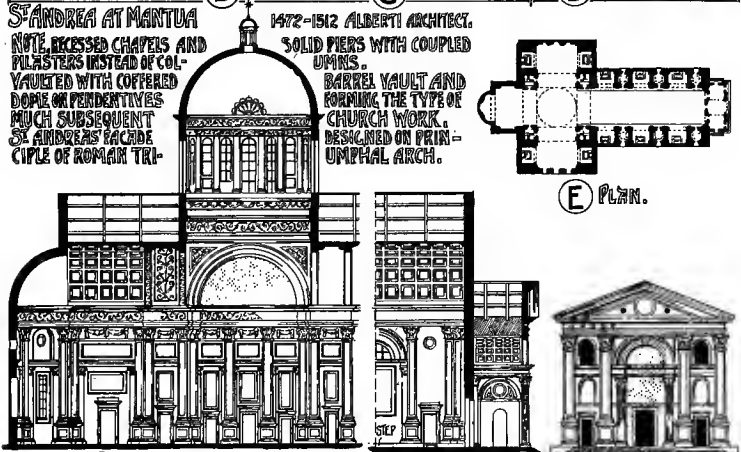 ST ANDREA AT MANTUA 1472-1512 ALBERTI ARCHITECT.
NOTE, RECESSED CHAPELS AND SOLID PIERS WITH COUPLED
PILASTERS INSTEAD OF COL- UMNS.
VAULTED WITH COFFERED BARREL VAULT AND
DOME ON PENDENTIVES FORMING THE TYPE OF
MUCH SUBSEQUENT CHURCH WORK.
ST ANDREAS' FACADE DESIGNED ON PRIN-
CIPLE OF ROMAN TRI- UMPHAL ARCH.
E PLAN.
STEP